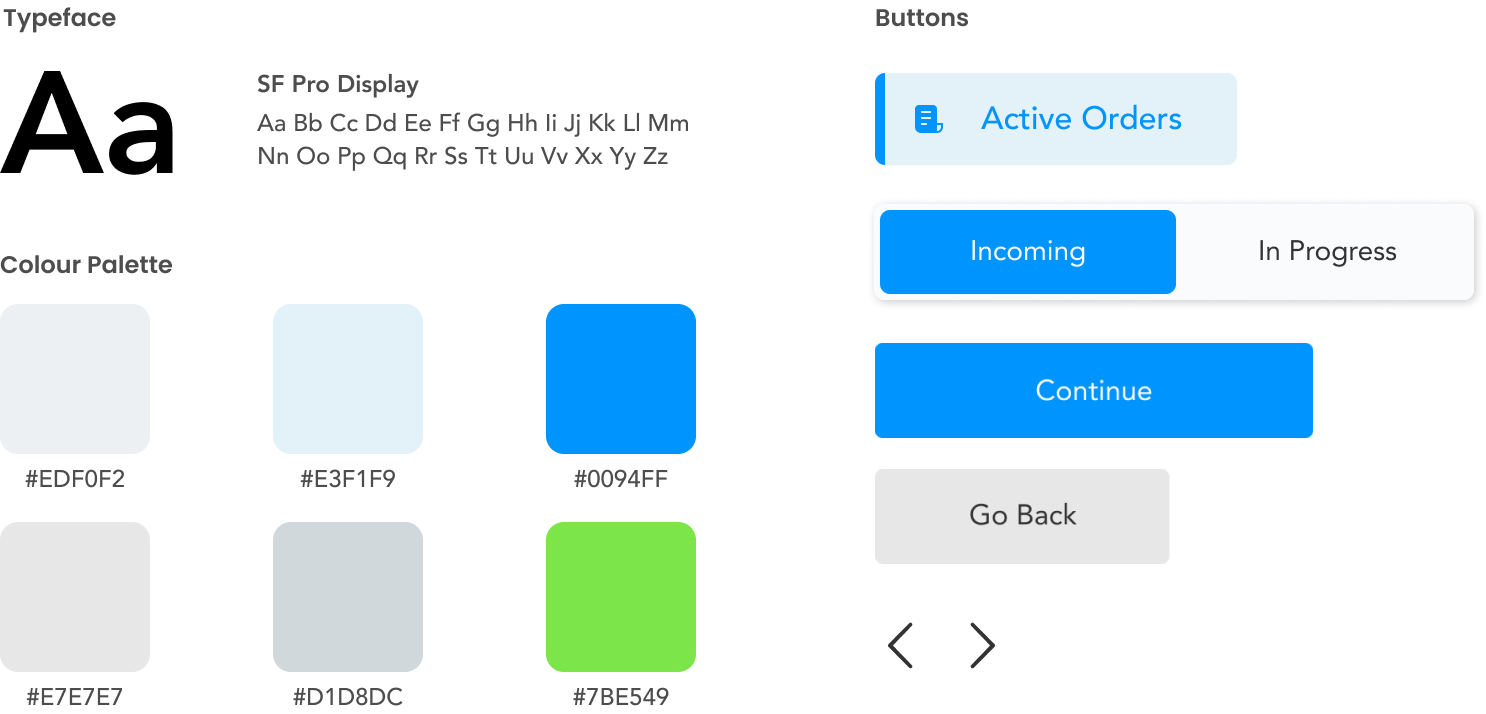 Typeface
Aa
SF Pro Display
Aa Bb Cc Dd Ee Ff Gg Hh Ii Jj Kk Ll Mm
Nn Oo Pp Qq Rr Ss Tt Uu Vv Xx Yy Zz
Colour Palette
#EDF0F2
#E3F1F9
#0094FF
#E7E7E7
#D1D8DC
#7BE549
Buttons
Active Orders
Incoming
In Progress
Continue
Go Back